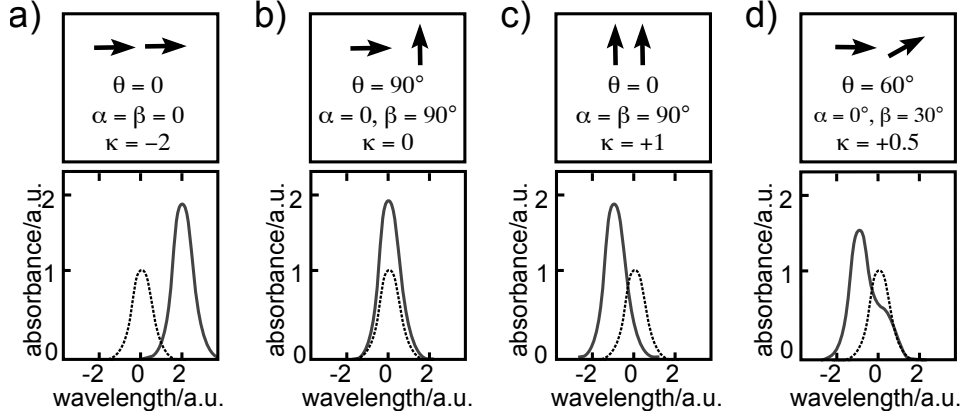 a)
θ = 0
α = β = 0
κ = −2
b)
θ = 90°
α = 0, β = 90°
κ = 0
c)
θ = 0
α = β = 90°
κ = +1
d)
θ = 60°
α = 0°, β = 30°
κ = +0.5
absorbance/a.u.
2
1
0
-2 0 2
wavelength/a.u.
absorbance/a.u.
2
1
0
-2 0 2
wavelength/a.u.
absorbance/a.u.
2
1
0
-2 0 2
wavelength/a.u.
absorbance/a.u.
2
1
0
-2 0 2
wavelength/a.u.